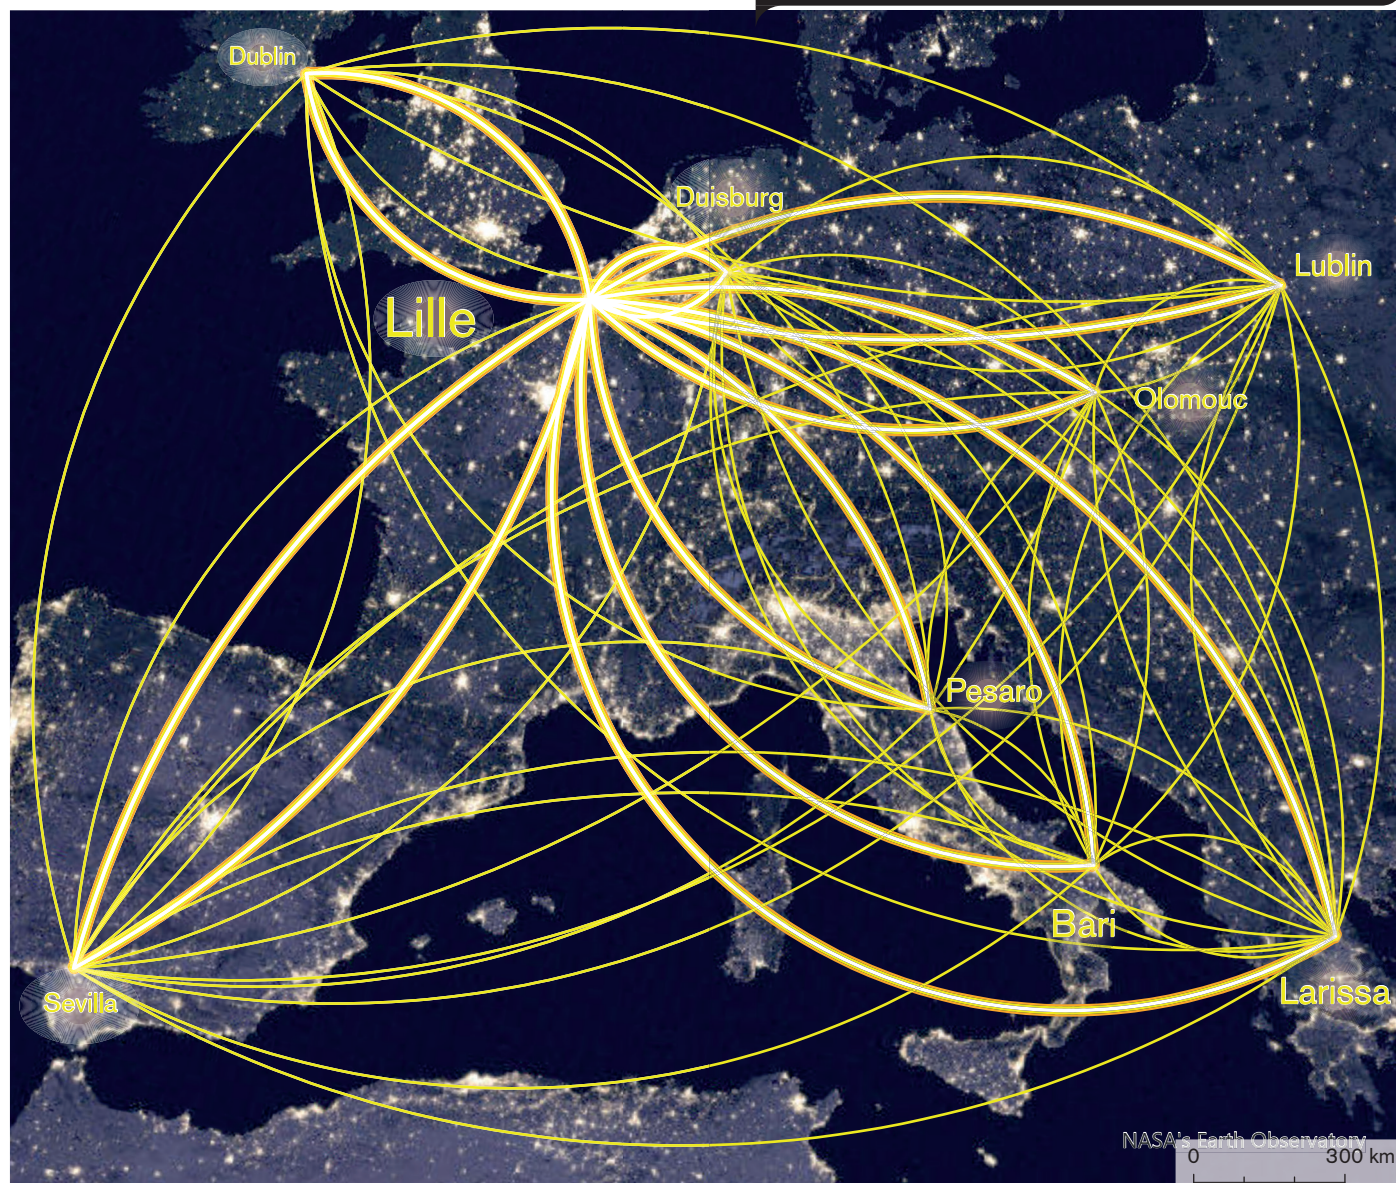 Dublin
Duisburg
Lublin
Lille
Olomouc
Pesaro
Bari
Larissa
Sevilla
NASA's Earth Observatory
0 300 km